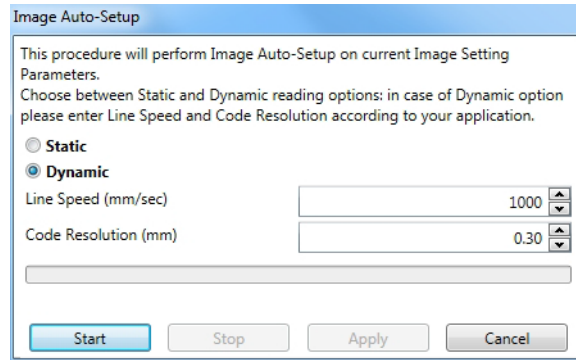 Image Auto-Setup
This procedure will perform Image Auto-Setup on current Image Setting
Parameters.
Choose between Static and Dynamic reading options: in case of Dynamic option
please enter Line Speed and Code Resolution according to your application.
Static
Dynamic
Line Speed (mm/sec) 1000
Code Resolution (mm) 0.30
Start Stop Apply Cancel